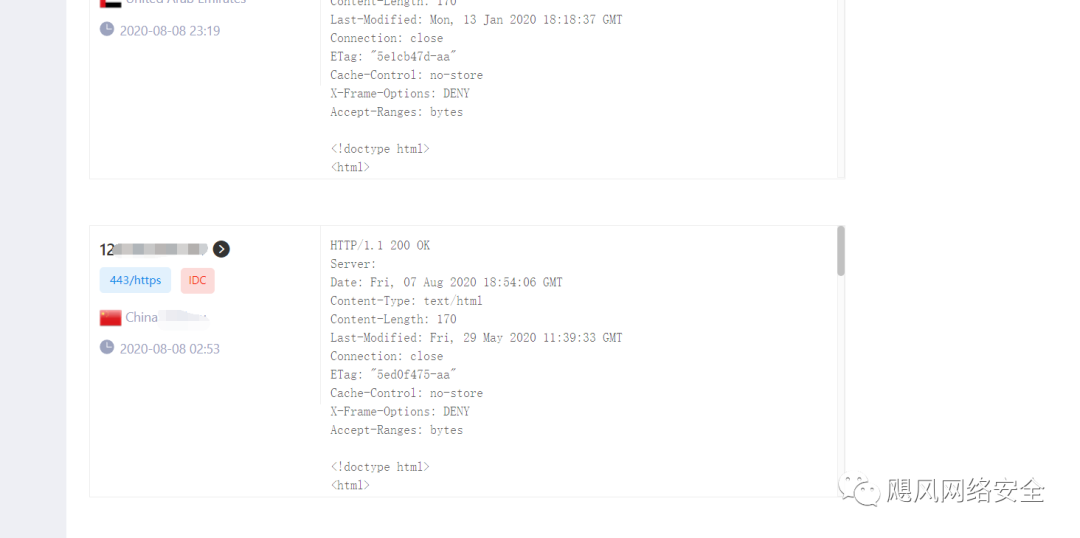 United Arab Emirates
2020-08-08 23:19
Content-Length: 170
Last-Modified: Mon, 13 Jan 2020 18:18:37 GMT
Connection: close
ETag: "5e1cb47d-aa"
Cache-Control: no-store
X-Frame-Options: DENY
Accept-Ranges: bytes
<!doctype html>
<html>
12
443/https IDC
China
2020-08-08 02:53
HTTP/1.1 200 OK
Server:
Date: Fri, 07 Aug 2020 18:54:06 GMT
Content-Type: text/html
Content-Length: 170
Last-Modified: Fri, 29 May 2020 11:39:33 GMT
Connection: close
ETag: "5ed0f475-aa"
Cache-Control: no-store
X-Frame-Options: DENY
Accept-Ranges: bytes
<!doctype html>
<html>
飓风网络安全